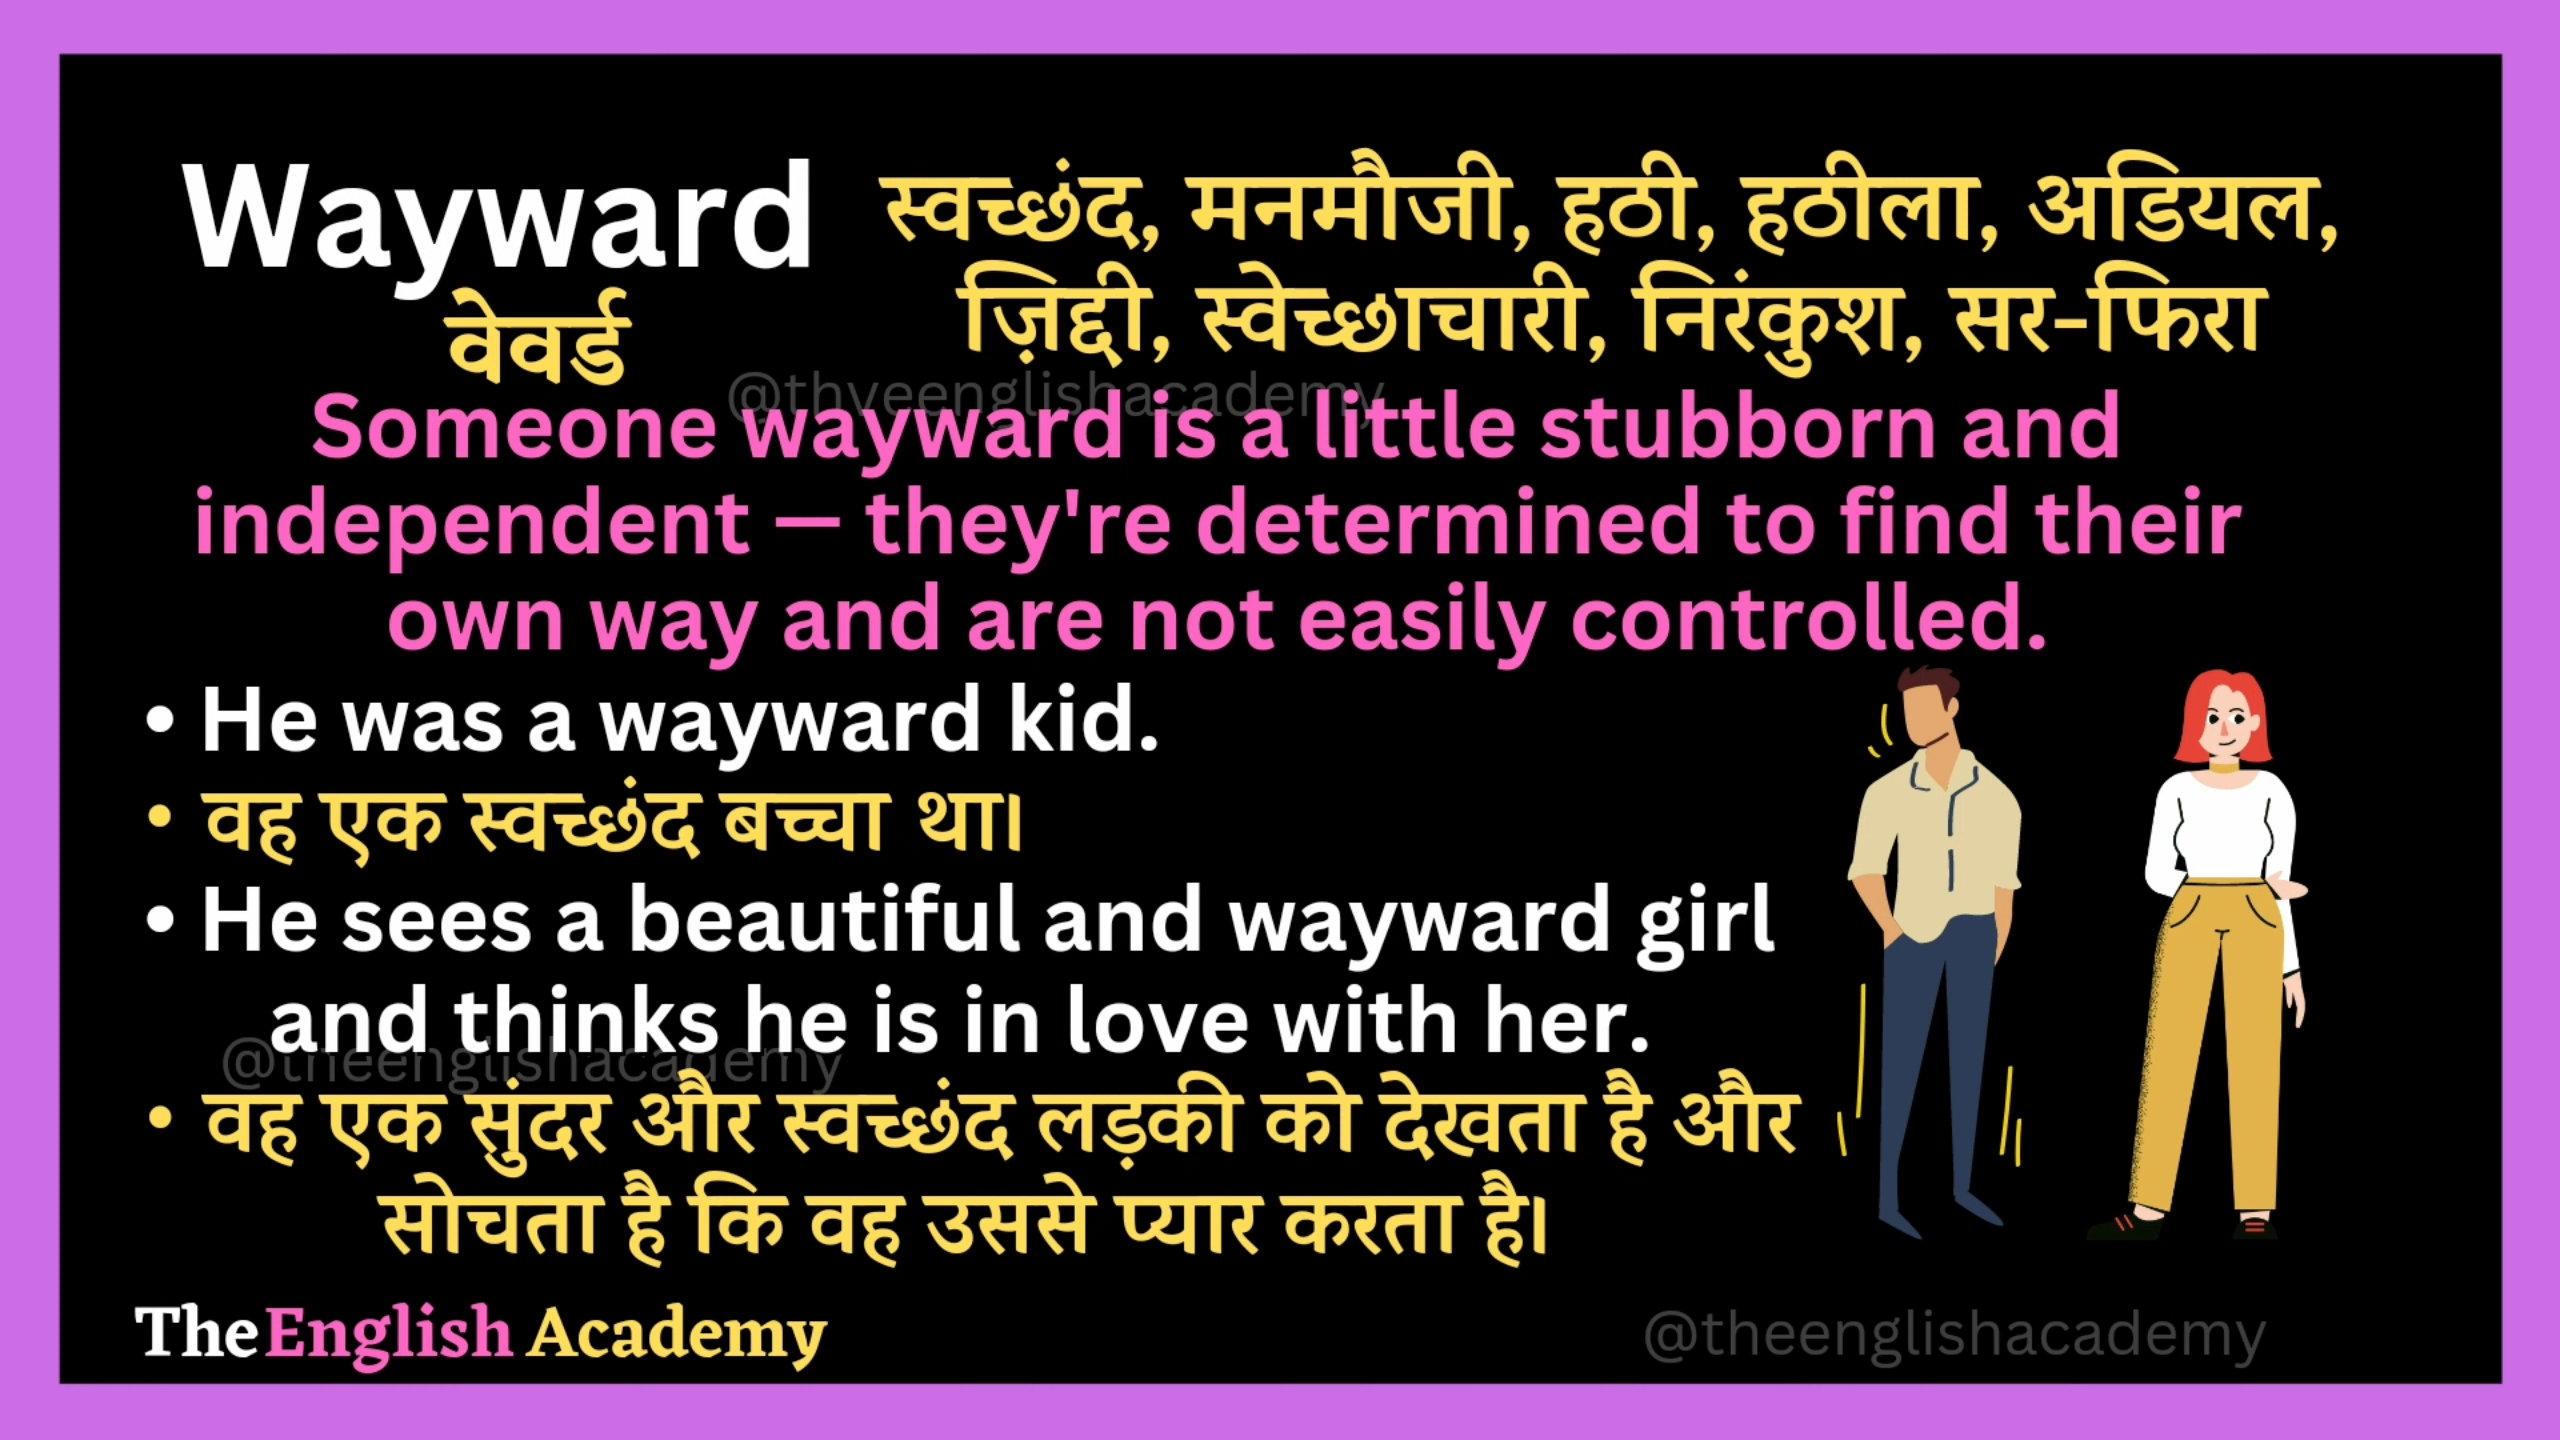 Wayward
वेवर्ड
स्वच्छंद, मनमौजी, हठी, हठीला, अडियल,
ज़िद्दी, स्वेच्छाचारी, निरंकुश, सर-फिरा
@thveenglishacademy
Someone wayward is a little stubborn and
independent — they're determined to find their
own way and are not easily controlled.
• He was a wayward kid.
• वह एक स्वच्छंद बच्चा था।
• He sees a beautiful and wayward girl
and thinks he is in love with her.
@theenglishacademy
• वह एक सुंदर और स्वच्छंद लड़की को देखता है और
सोचता है कि वह उससे प्यार करता है।
The English Academy
@theenglishacademy